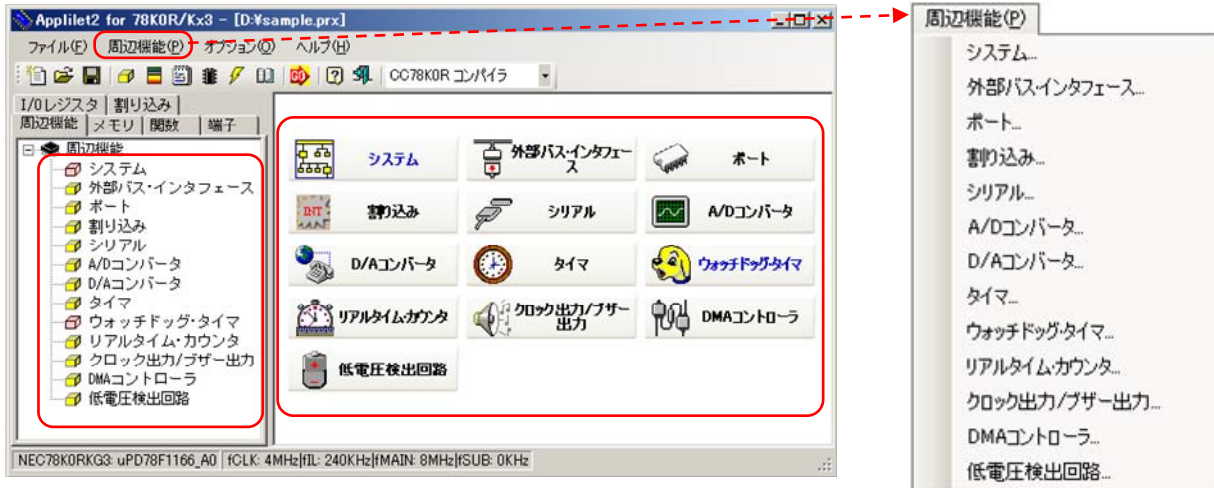 Applilet2 for 78K0R/Kx3 - [D:¥sample.prx]
ファイル(F) 周辺機能(P) オプション(O) ヘルプ(H)
CC78K0R コンパイラ
I/Oレジスタ 割り込み
周辺機能 メモリ 関数 端子
周辺機能
システム
外部バス・インタフェース
ポート
割り込み
シリアル
A/Dコンバータ
D/Aコンバータ
タイマ
ウォッチドッグ・タイマ
リアルタイム・カウンタ
クロック出力/ブザー出力
DMAコントローラ
低電圧検出回路
システム
外部バス・インタフェー
ス
ポート
INT
割り込み
シリアル
A/Dコンバータ
D/Aコンバータ
タイマ
ウォッチドッグ・タイマ
リアルタイム・カウンタ
クロック出力/ブザー
出力
DMAコントローラ
低電圧検出回路
NEC78K0RKG3: uPD78F1166_A0 fCLK: 4MHz|fIL: 240KHz|fMAIN: 8MHz|fSUB: 0KHz
周辺機能(P)
システム...
外部バス・インタフェース...
ポート...
割り込み...
シリアル...
A/Dコンバータ...
D/Aコンバータ...
タイマ...
ウォッチドッグ・タイマ...
リアルタイム・カウンタ...
クロック出力/ブザー出力...
DMAコントローラ...
低電圧検出回路...